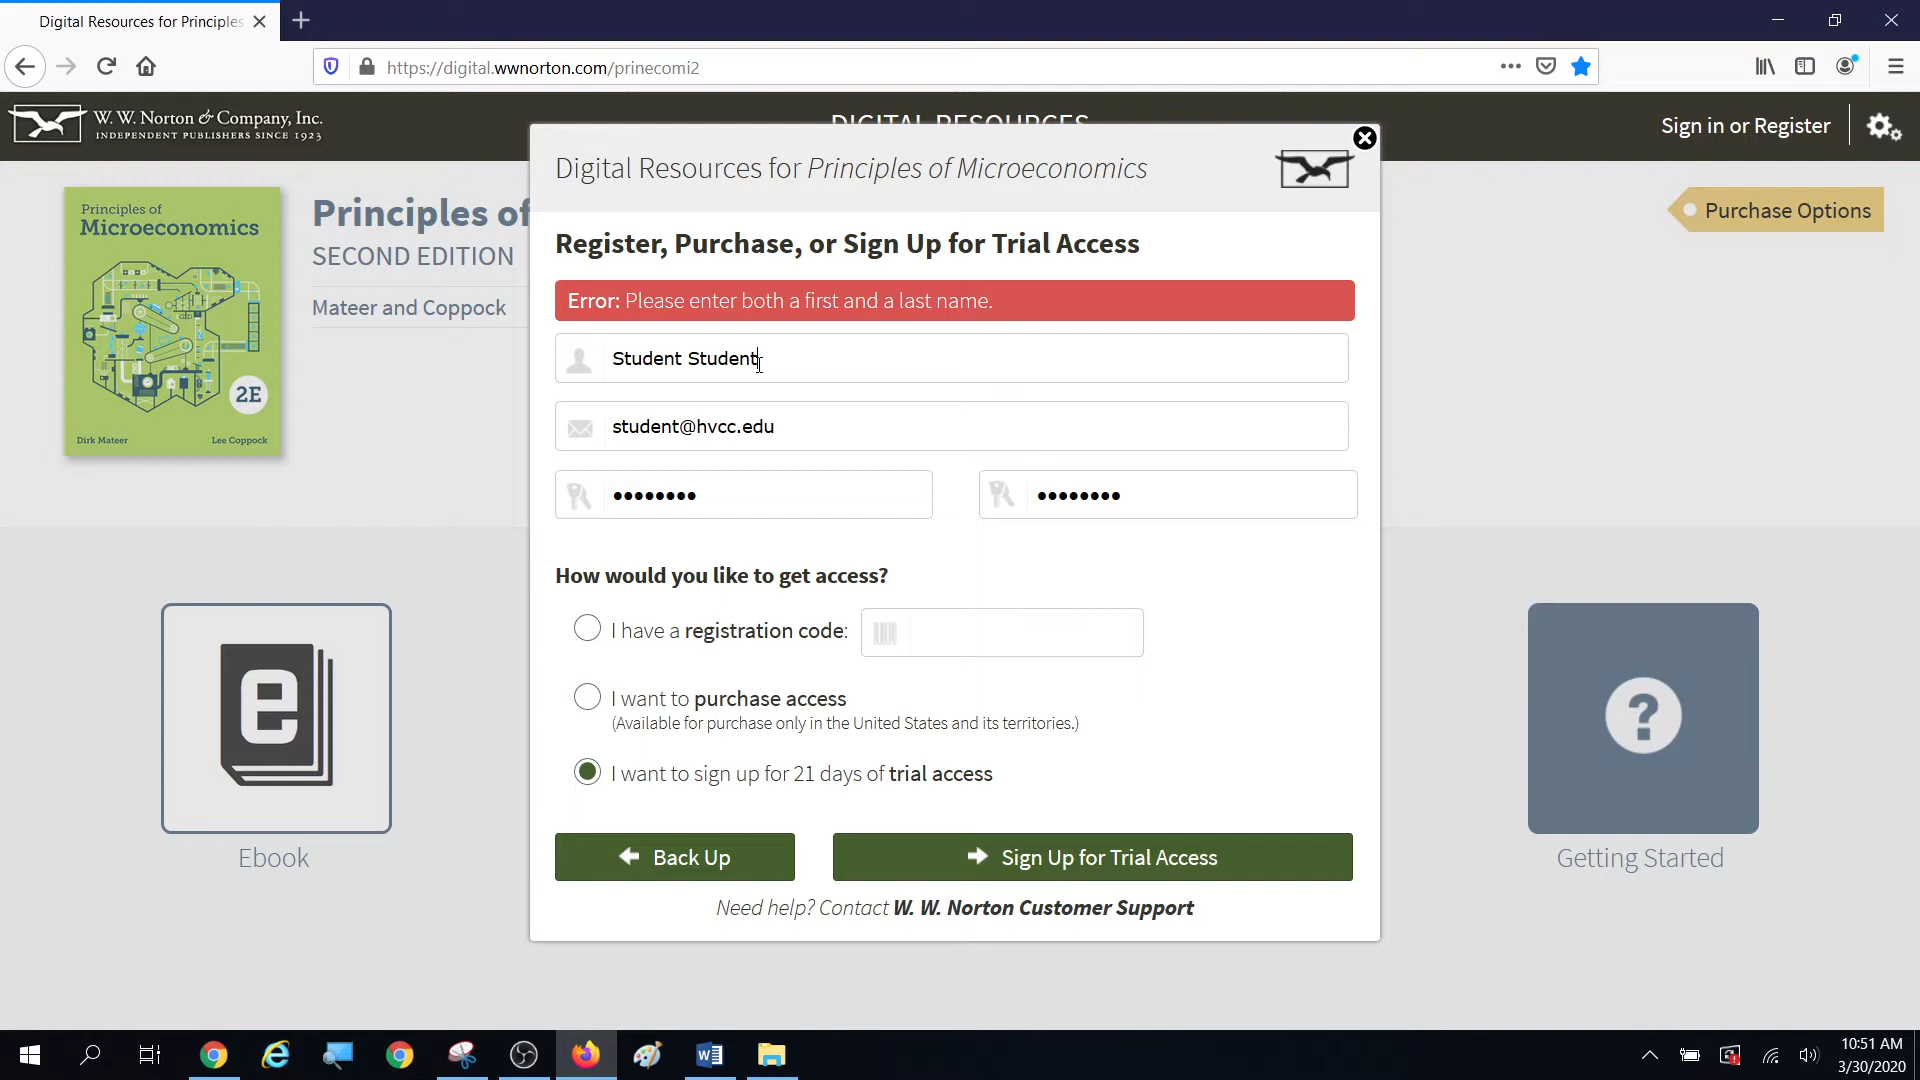 Digital Resources for Principles
https://digital.wwnorton.com/prinecomi2
W. W. Norton & Company, Inc.
INDEPENDENT PUBLISHERS SINCE 1923
DIGITAL RESOURCES
Sign in or Register
Digital Resources for Principles of Microeconomics
Principles of
Microeconomics
2E
Dirk Mateer
Lee Coppock
Principles of
SECOND EDITION
Mateer and Coppock
Purchase Options
Register, Purchase, or Sign Up for Trial Access
Error: Please enter both a first and a last name.
Student Student
student@hvcc.edu
••••••••
••••••••
How would you like to get access?
I have a registration code:
I want to purchase access
(Available for purchase only in the United States and its territories.)
I want to sign up for 21 days of trial access
Back Up
Sign Up for Trial Access
Need help? Contact W. W. Norton Customer Support
e
Ebook
?
Getting Started
10:51 AM
3/30/2020